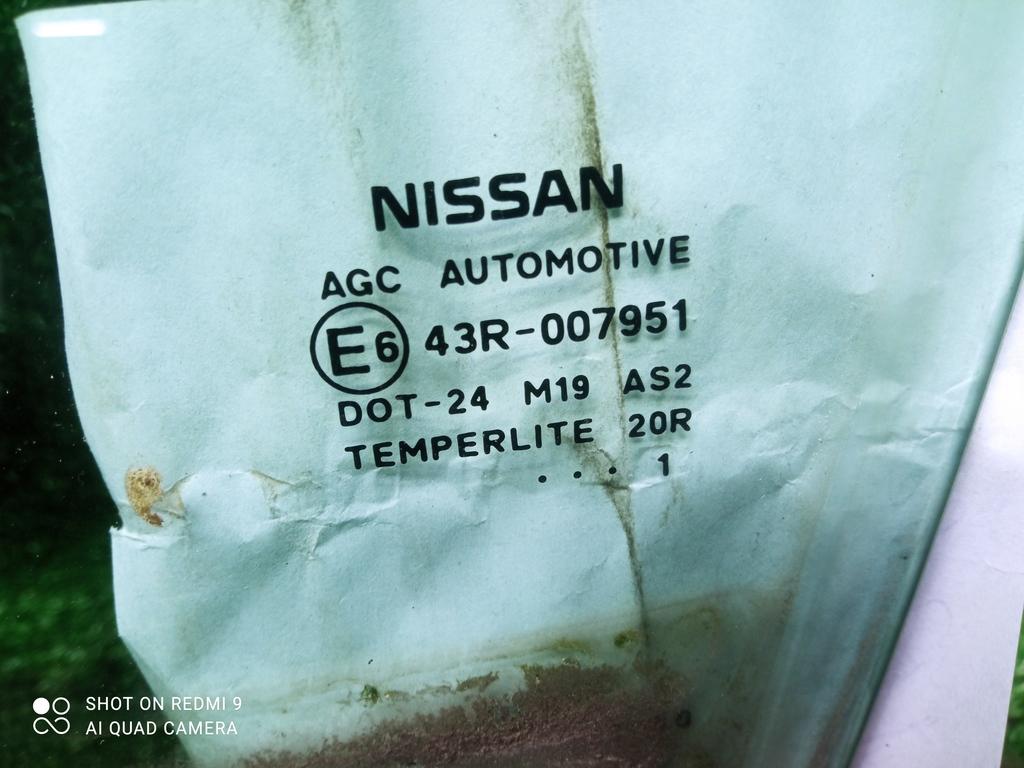 NISSAN
AGC AUTOMOTIVE
E6 43R-007951
DOT-24 M19 AS2
TEMPERLITE 20R
. . . 1
SHOT ON REDMI 9
AI QUAD CAMERA